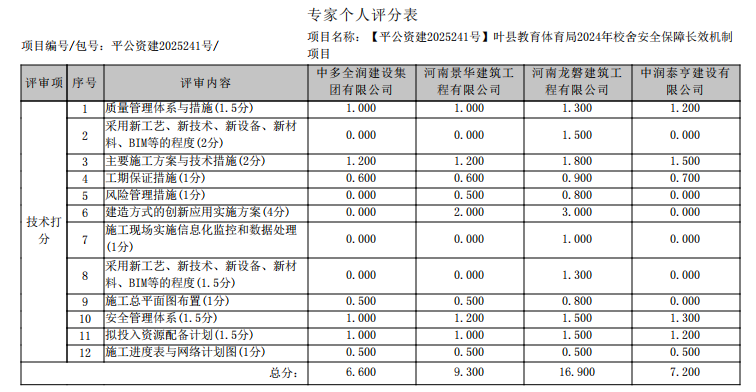 专家个人评分表
项目编号/包号：平公资建2025241号/
项目名称：【平公资建2025241号】叶县教育体育局2024年校舍安全保障长效机制
项目
评审项 序号 评审内容 中多全润建设集团有限公司 河南景华建筑工程有限公司 河南龙磐建筑工程有限公司 中润泰亨建设有限公司
技术打分
1 质量管理体系与措施(1.5分) 1.000 1.000 1.300 1.200
2 采用新工艺、新技术、新设备、新材料、BIM等的程度(2分) 0.000 0.000 1.500 0.000
3 主要施工方案与技术措施(2分) 1.200 1.200 1.800 1.500
4 工期保证措施(1分) 0.600 0.600 0.900 0.700
5 风险管理措施(1分) 0.000 0.500 0.800 0.000
6 建造方式的创新应用实施方案(4分) 0.000 2.000 3.000 0.000
7 施工现场实施信息化监控和数据处理(1分) 0.000 0.000 1.000 0.000
8 采用新工艺、新技术、新设备、新材料、BIM等的程度(1.5分) 0.000 0.000 1.300 0.000
9 施工总平面图布置(1分) 0.500 0.500 0.800 0.000
10 安全管理体系(1.5分) 1.000 1.200 1.500 1.300
11 拟投入资源配备计划(1.5分) 1.000 1.000 1.500 1.200
12 施工进度表与网络计划图(1分) 0.500 0.500 0.500 0.500
总分： 6.600 9.300 16.900 7.200